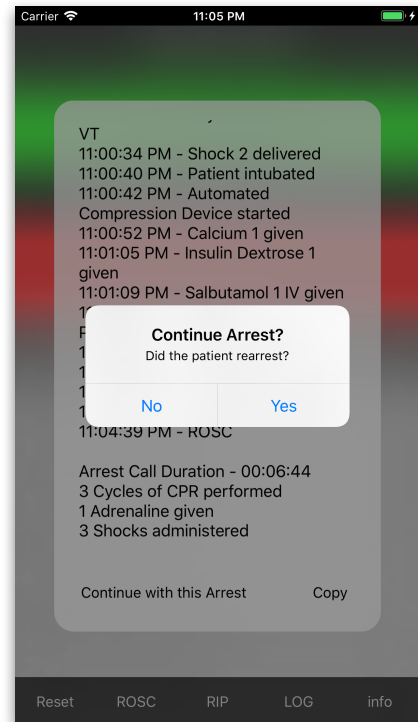 Carrier 11:05 PM
VT
11:00:34 PM - Shock 2 delivered
11:00:40 PM - Patient intubated
11:00:42 PM - Automated
Compression Device started
11:00:52 PM - Calcium 1 given
11:01:05 PM - Insulin Dextrose 1
given
11:01:09 PM - Salbutamol 1 IV given
Continue Arrest?
Did the patient rearrest?
No Yes
11:04:39 PM - ROSC
Arrest Call Duration - 00:06:44
3 Cycles of CPR performed
1 Adrenaline given
3 Shocks administered
Continue with this Arrest Copy
Reset ROSC RIP LOG info